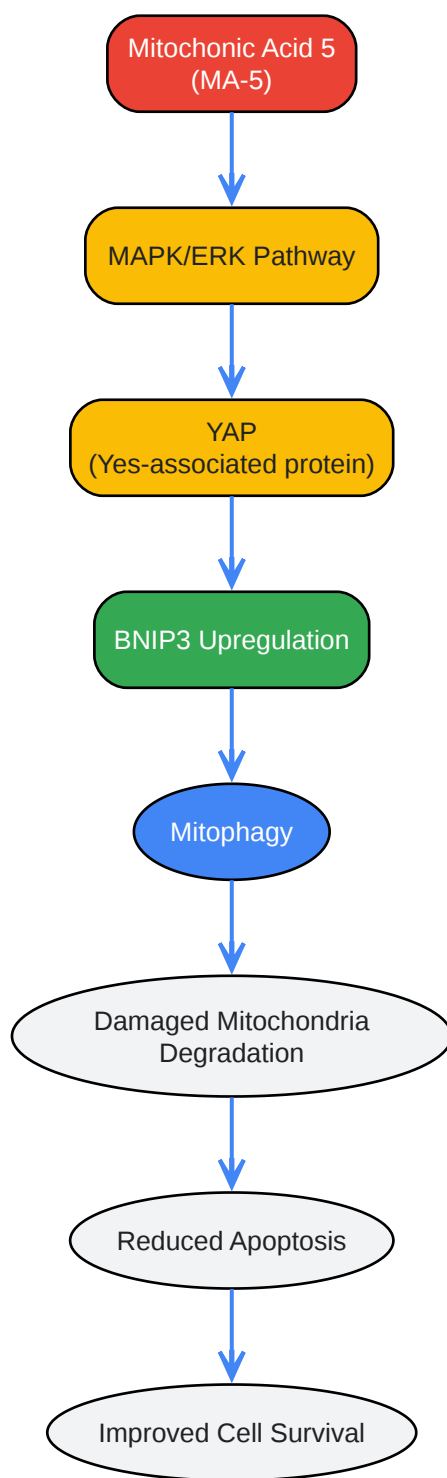 Mitochonic Acid 5
(MA-5)
MAPK/ERK Pathway
YAP
(Yes-associated protein)
BNIP3 Upregulation
Mitophagy
Damaged Mitochondria
Degradation
Reduced Apoptosis
Improved Cell Survival